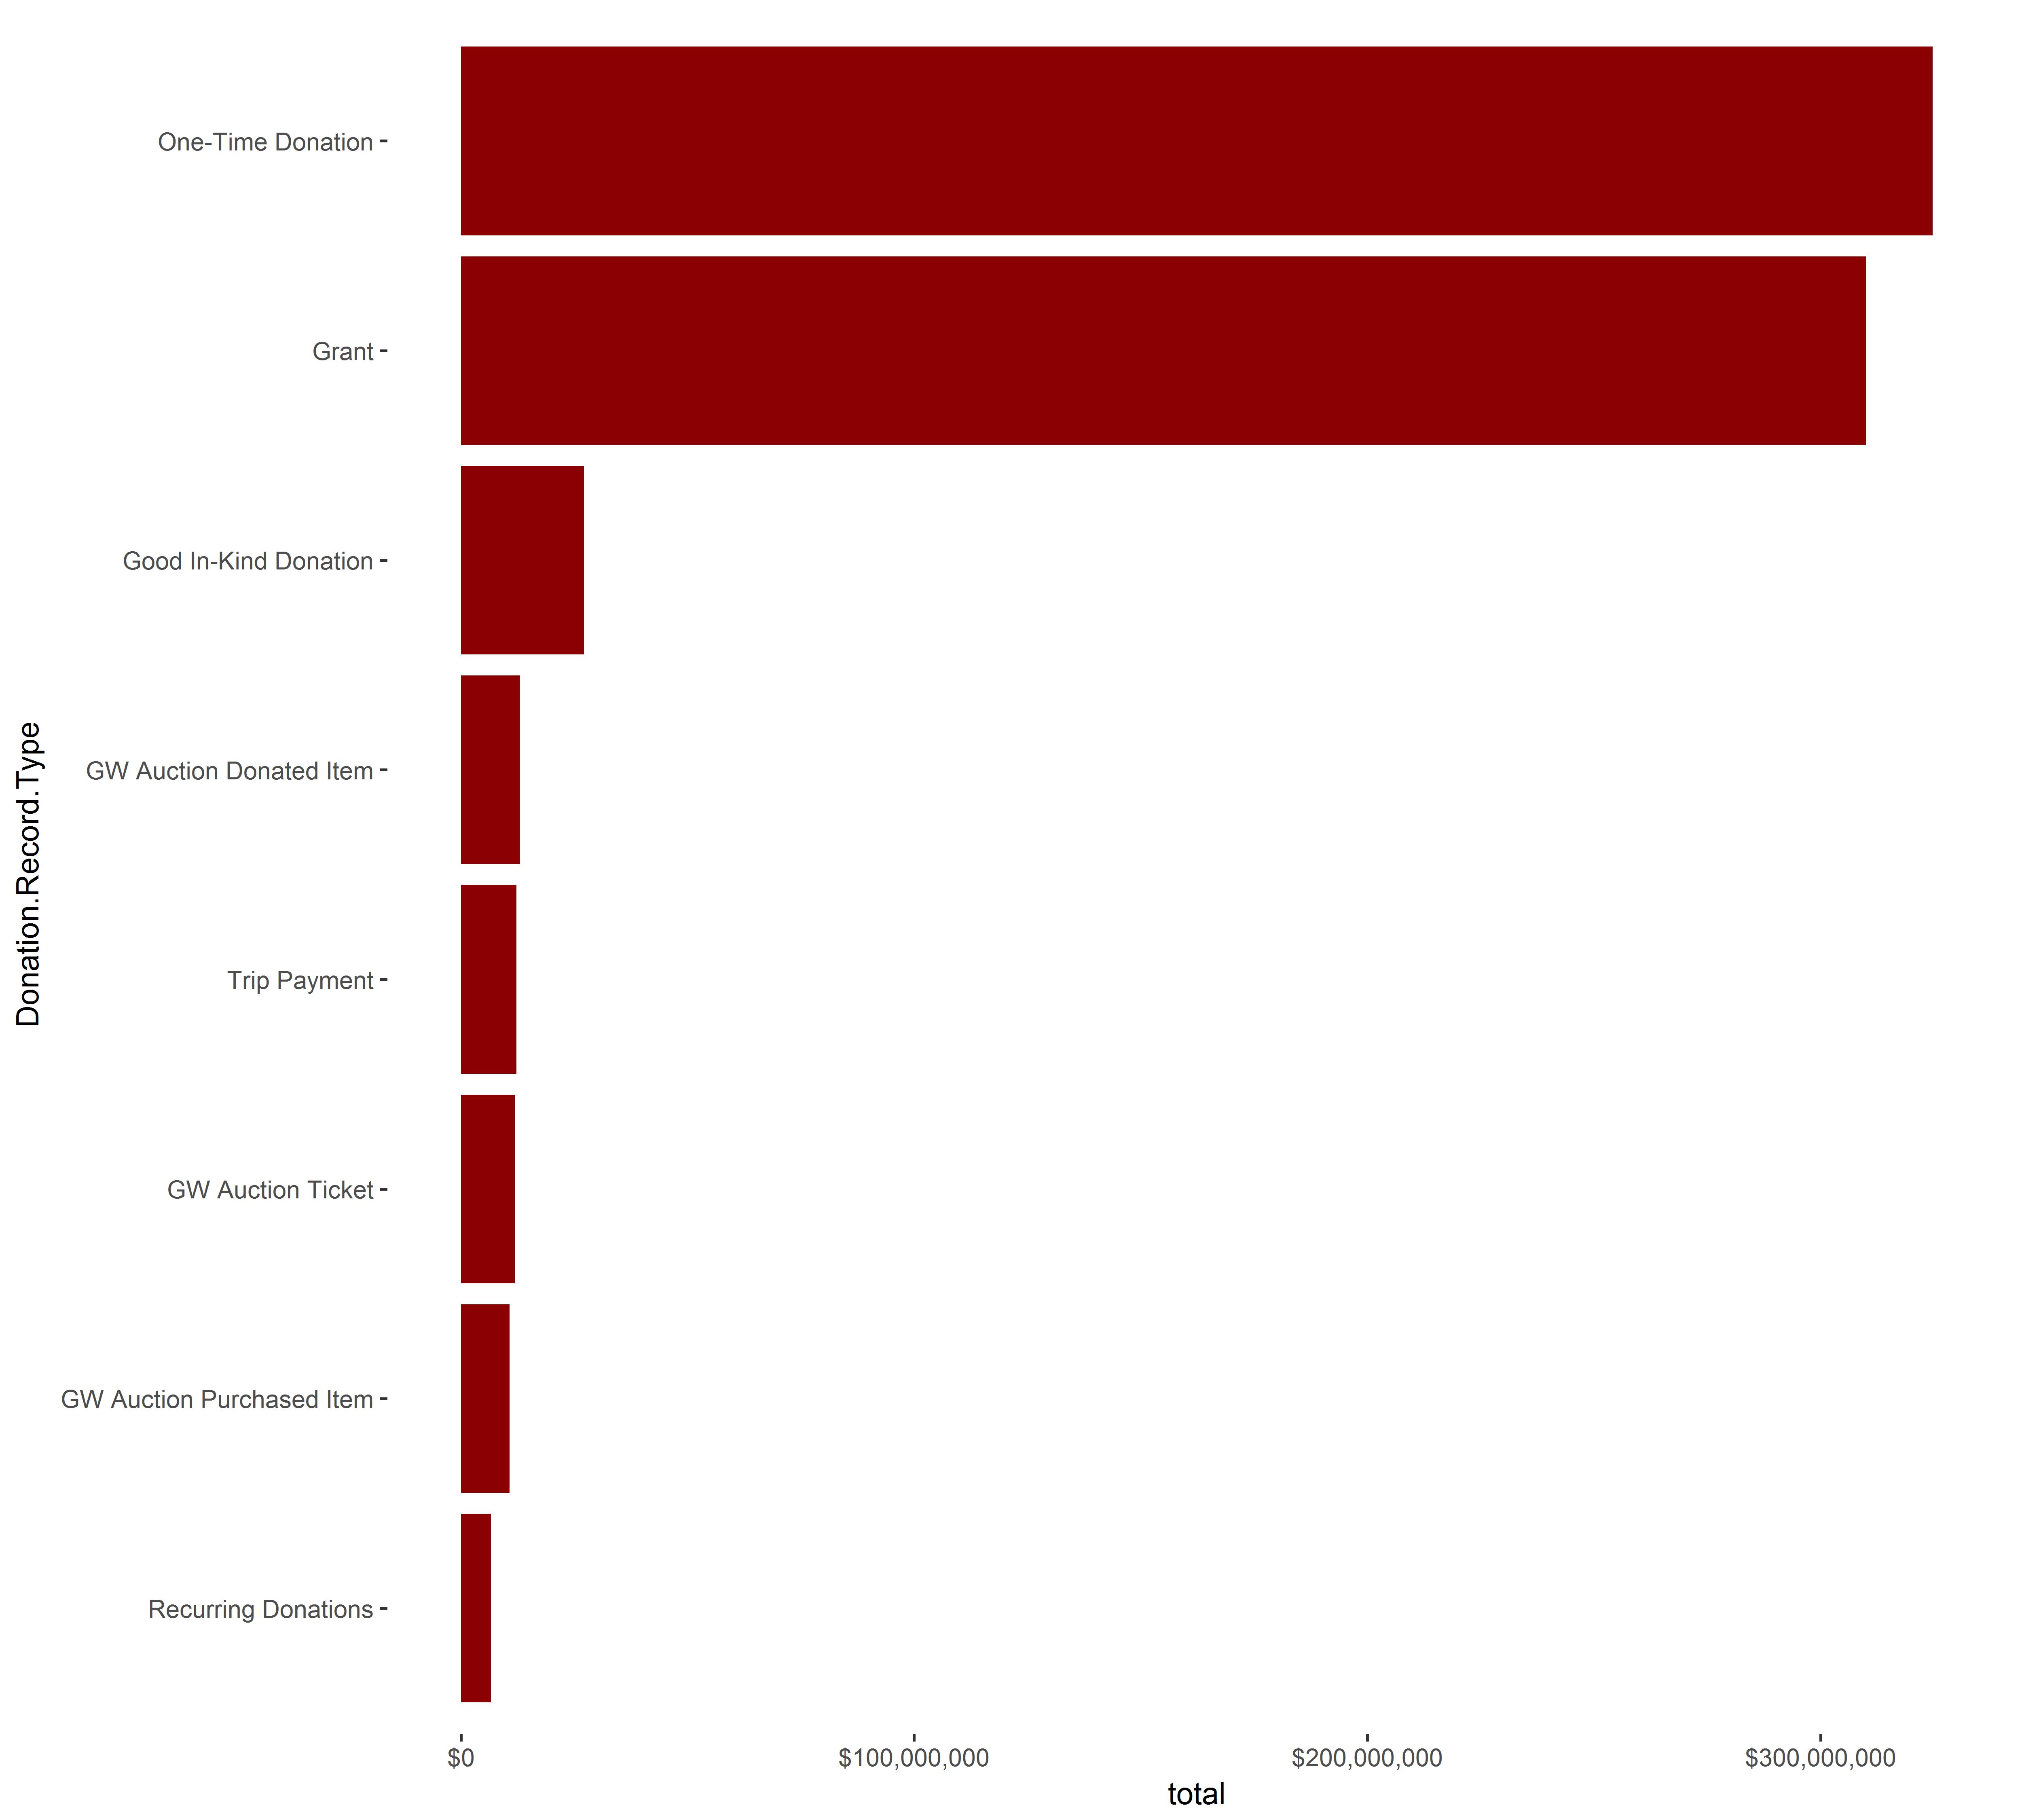 One-Time Donation
Grant
Good In-Kind Donation
GW Auction Donated Item
Trip Payment
GW Auction Ticket
GW Auction Purchased Item
Recurring Donations
Donation.Record.Type
$0 $100,000,000 $200,000,000 $300,000,000
total